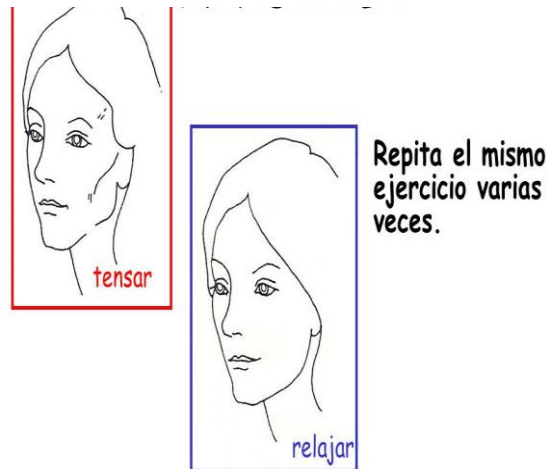 tensar
Repita el mismo
ejercicio varias
veces.
relajar